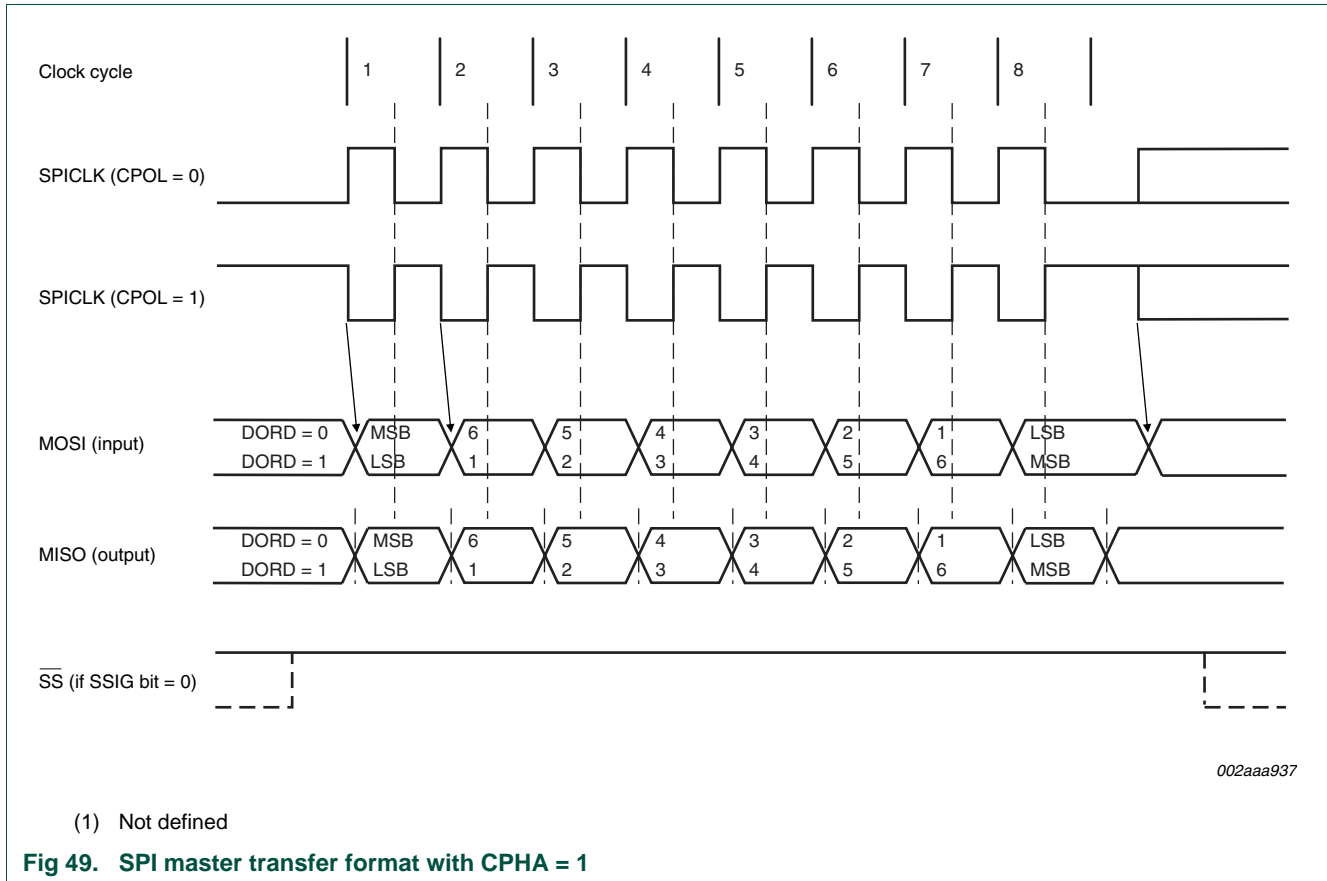 Clock cycle 1 2 3 4 5 6 7 8
SPICLK (CPOL = 0)
SPICLK (CPOL = 1)
MOSI (input)
DORD = 0 MSB 6 5 4 3 2 1 LSB
DORD = 1 LSB 1 2 3 4 5 6 MSB
MISO (output)
DORD = 0 MSB 6 5 4 3 2 1 LSB
DORD = 1 LSB 1 2 3 4 5 6 MSB
SS (if SSIG bit = 0)
002aaa937
(1) Not defined
Fig 49. SPI master transfer format with CPHA = 1